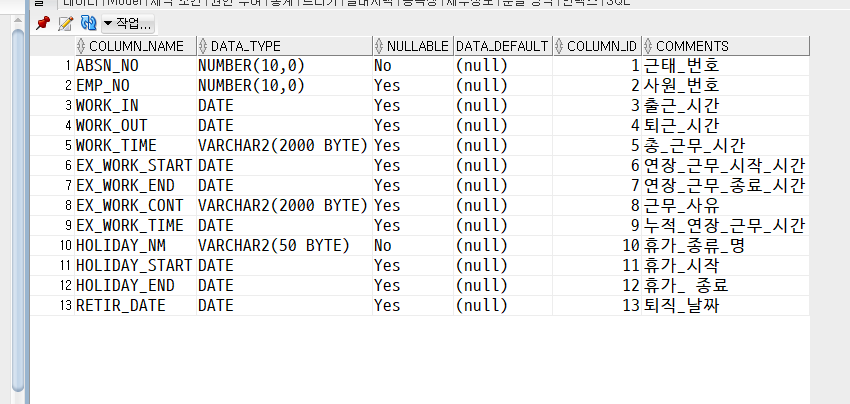 작업...
COLUMN_NAME DATA_TYPE NULLABLE DATA_DEFAULT COLUMN_ID COMMENTS
1 ABSN_NO NUMBER(10,0) No (null) 1 근태_번호
2 EMP_NO NUMBER(10,0) Yes (null) 2 사원_번호
3 WORK_IN DATE Yes (null) 3 출근_시간
4 WORK_OUT DATE Yes (null) 4 퇴근_시간
5 WORK_TIME VARCHAR2(2000 BYTE) Yes (null) 5 총_근무_시간
6 EX_WORK_START DATE Yes (null) 6 연장_근무_시작_시간
7 EX_WORK_END DATE Yes (null) 7 연장_근무_종료_시간
8 EX_WORK_CONT VARCHAR2(2000 BYTE) Yes (null) 8 근무_사유
9 EX_WORK_TIME DATE Yes (null) 9 누적_연장_근무_시간
10 HOLIDAY_NM VARCHAR2(50 BYTE) No (null) 10 휴가_종류_명
11 HOLIDAY_START DATE Yes (null) 11 휴가_시작
12 HOLIDAY_END DATE Yes (null) 12 휴가_ 종료
13 RETIR_DATE DATE Yes (null) 13 퇴직_날짜